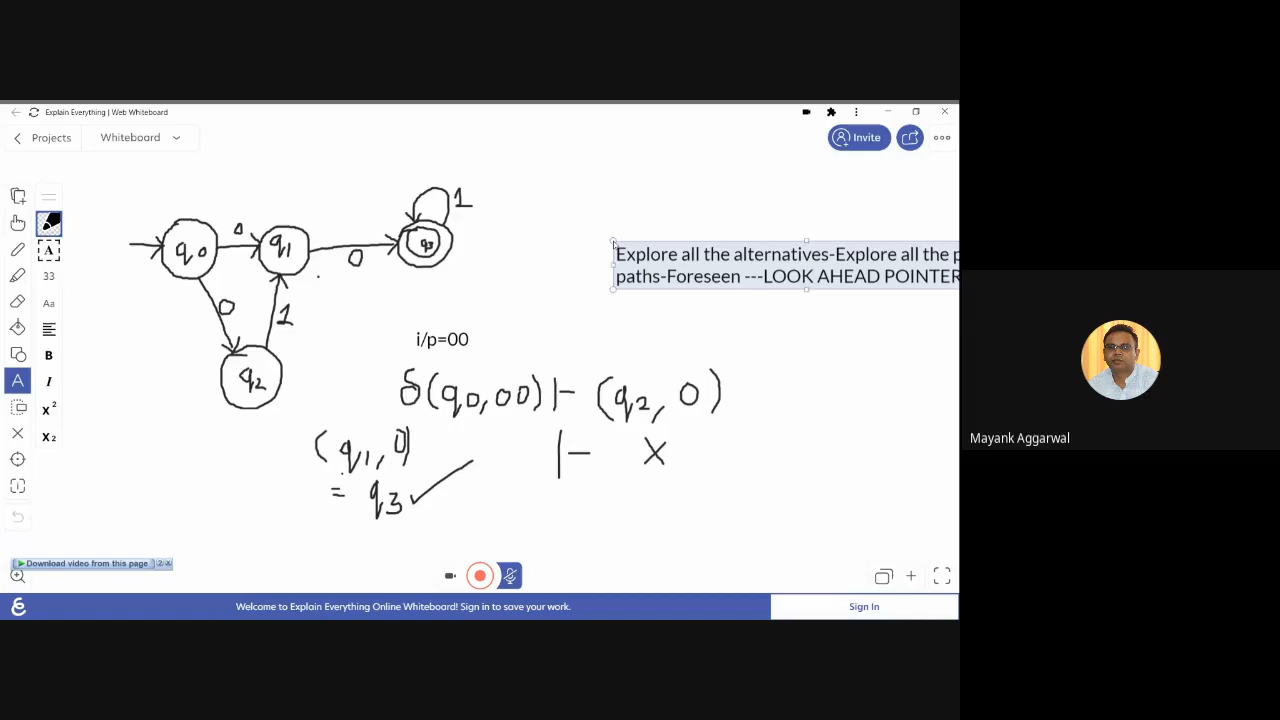 Explain Everything | Web Whiteboard
Projects
Whiteboard
Invite
A
33
Aa
B
I
X²
X₂
A
1
q0
0
q1
0
q3
0
1
q2
Explore all the alternatives-Explore all the p
paths-Foreseen ---LOOK AHEAD POINTER
i/p=00
δ(q0,00) |- (q2, 0)
(q1, 0) |- X
= q3 ✓
Mayank Aggarwal
Download video from this page
Welcome to Explain Everything Online Whiteboard! Sign in to save your work.
Sign In